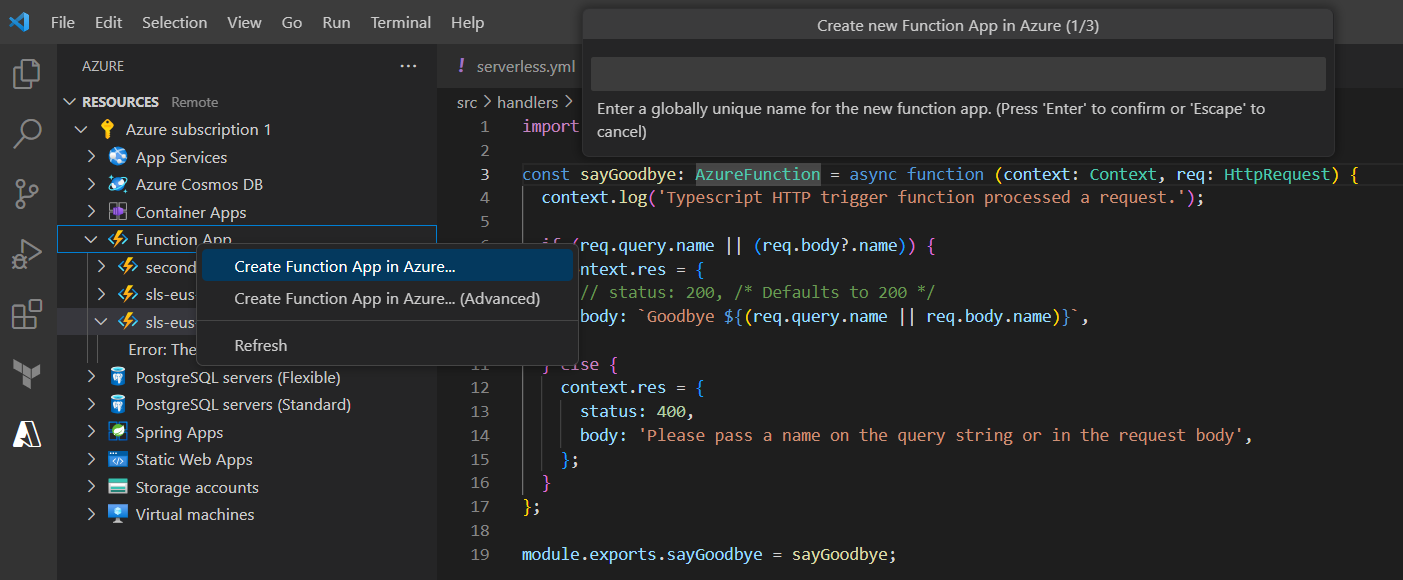 File Edit Selection View Go Run Terminal Help
AZURE
RESOURCES Remote
Azure subscription 1
App Services
Azure Cosmos DB
Container Apps
Function App
second
sls-eus
sls-eus
Error: The
PostgreSQL servers (Flexible)
PostgreSQL servers (Standard)
Spring Apps
Static Web Apps
Storage accounts
Virtual machines
Create Function App in Azure...
Create Function App in Azure... (Advanced)
Refresh
Create new Function App in Azure (1/3)
Enter a globally unique name for the new function app. (Press 'Enter' to confirm or 'Escape' to
cancel)
! serverless.yml
src > handlers >
1 import
2
3 const sayGoodbye: AzureFunction = async function (context: Context, req: HttpRequest) {
4 context.log('Typescript HTTP trigger function processed a request.');
5
if (req.query.name || (req.body?.name)) {
ntext.res = {
// status: 200, /* Defaults to 200 */
body: `Goodbye ${(req.query.name || req.body.name)}`,
11 } else {
12 context.res = {
13 status: 400,
14 body: 'Please pass a name on the query string or in the request body',
15 };
16 }
17 };
18
19 module.exports.sayGoodbye = sayGoodbye;